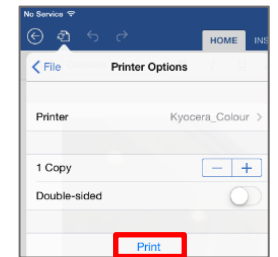 No Service
HOME INS
File Printer Options
Printer Kyocera_Colour
1 Copy
Double-sided
Print